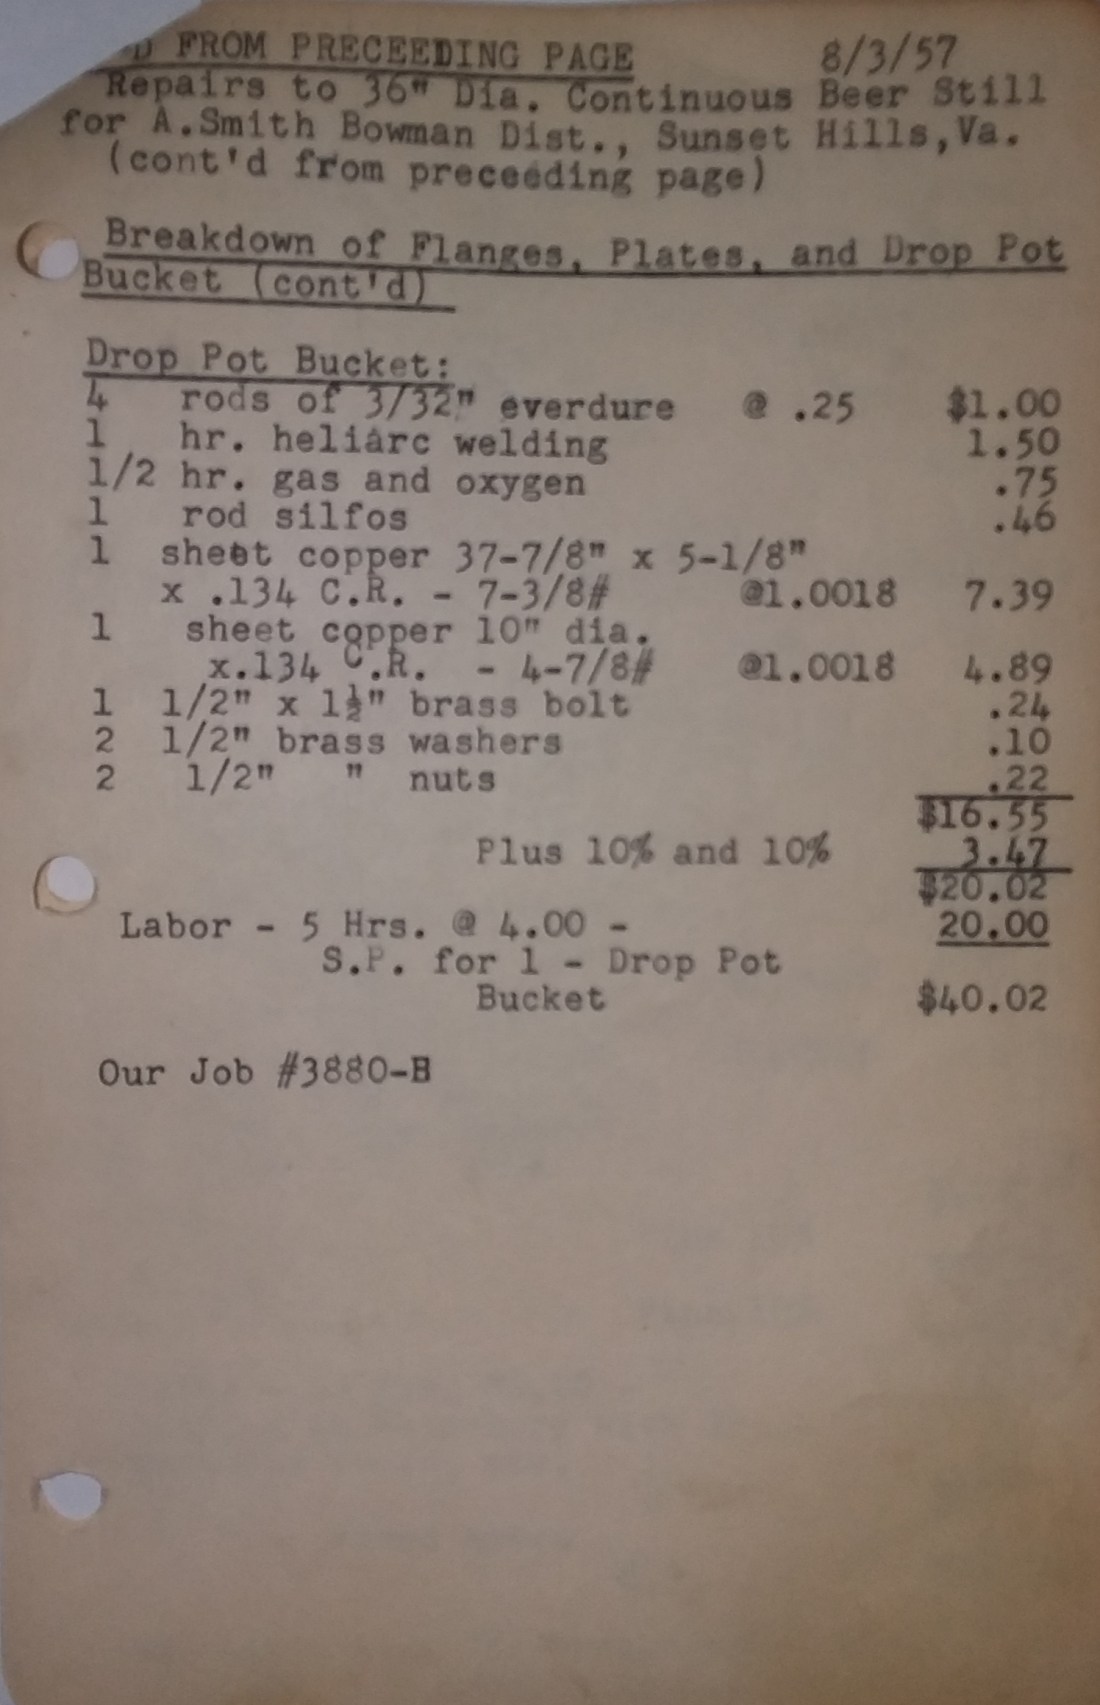 D FROM PRECEEDING PAGE 8/3/57
Repairs to 36" Dia. Continuous Beer Still
for A.Smith Bowman Dist., Sunset Hills,Va.
(cont'd from preceeding page)
Breakdown of Flanges, Plates, and Drop Pot
Bucket (cont'd)
Drop Pot Bucket:
4 rods of 3/32" everdure @ .25 $1.00
1 hr. heliarc welding 1.50
1/2 hr. gas and oxygen .75
1 rod silfos .46
1 sheet copper 37-7/8" x 5-1/8"
x .134 C.R. - 7-3/8# @1.0018 7.39
1 sheet copper 10" dia.
x.134 C.R. - 4-7/8# @1.0018 4.89
1 1/2" x 1½" brass bolt .24
2 1/2" brass washers .10
2 1/2" " nuts .22
$16.55
Plus 10% and 10% 3.47
$20.02
Labor - 5 Hrs. @ 4.00 - 20.00
S.P. for 1 - Drop Pot
Bucket $40.02
Our Job #3880-B